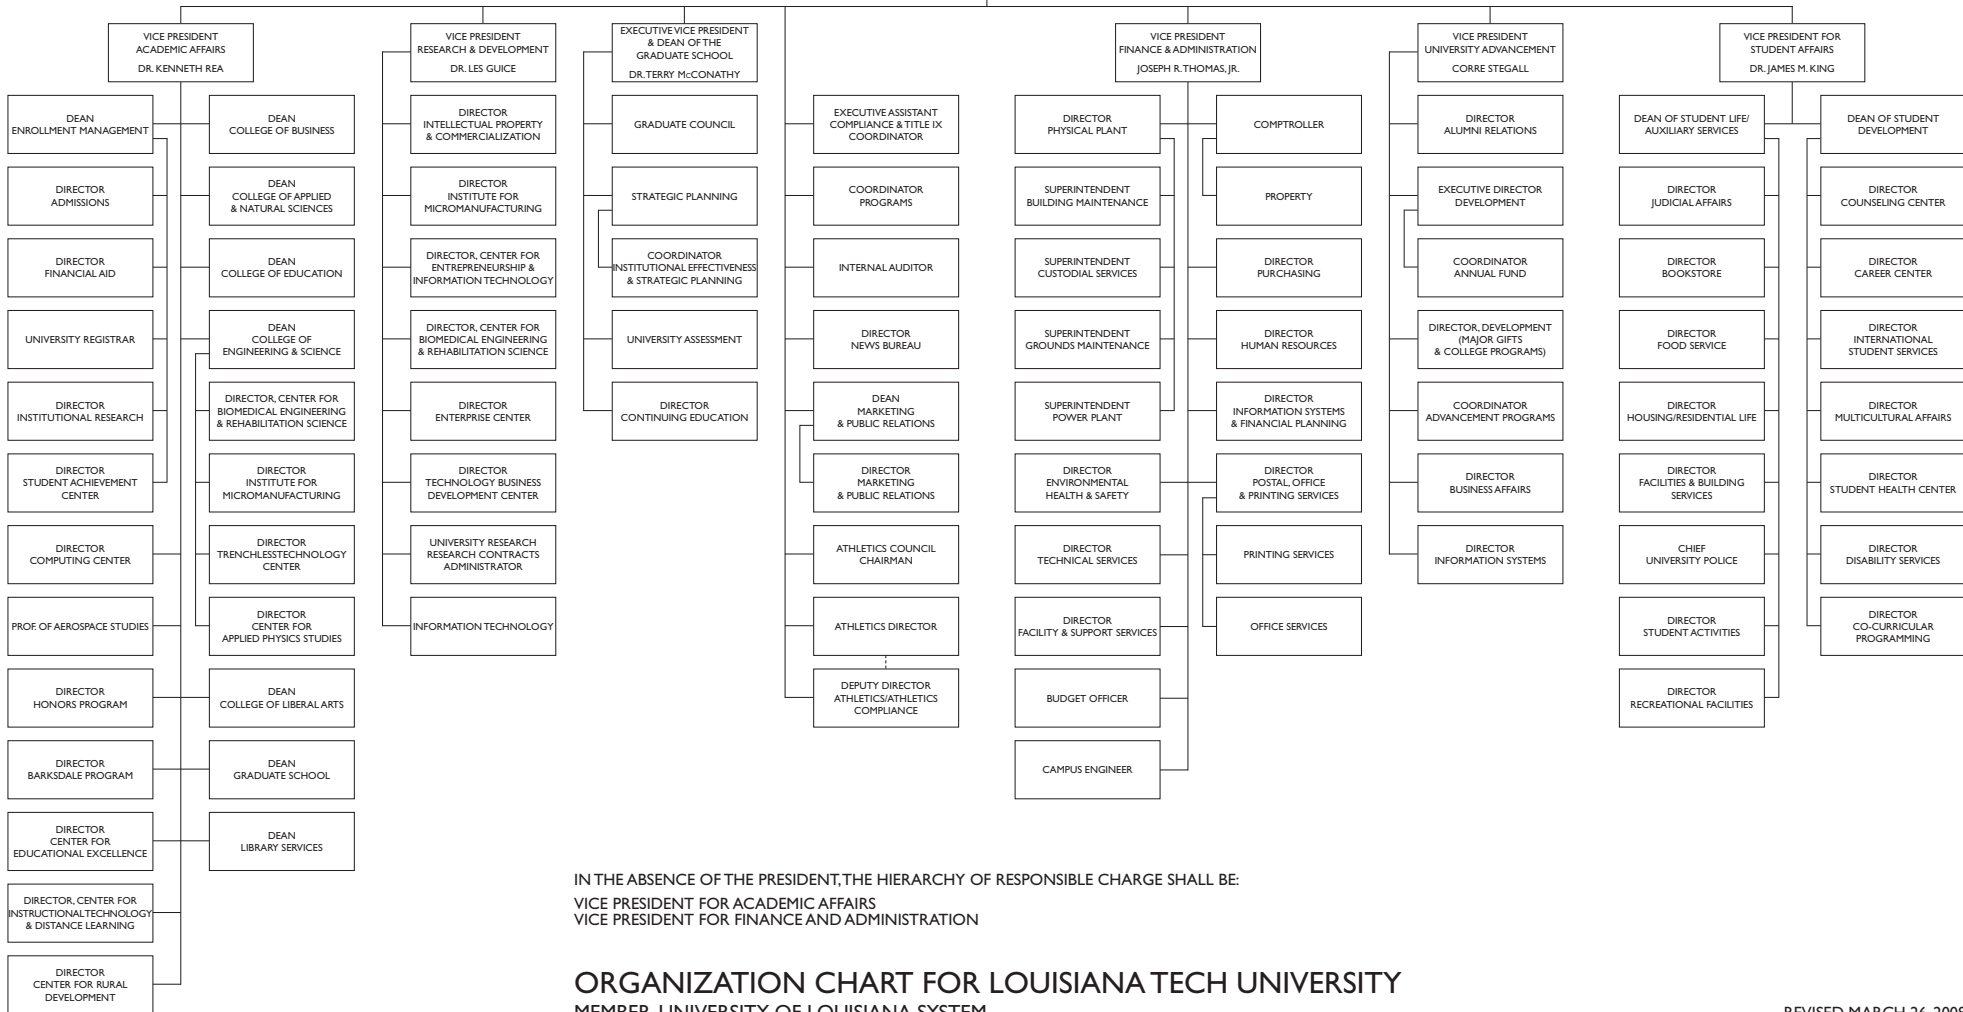 VICE PRESIDENT
ACADEMIC AFFAIRS
DR. KENNETH REA
VICE PRESIDENT
RESEARCH & DEVELOPMENT
DR. LES GUICE
EXECUTIVE VICE PRESIDENT
& DEAN OF THE
GRADUATE SCHOOL
DR. TERRY McCONATHY
VICE PRESIDENT
FINANCE & ADMINISTRATION
JOSEPH R. THOMAS, JR.
VICE PRESIDENT
UNIVERSITY ADVANCEMENT
CORRE STEGALL
VICE PRESIDENT FOR
STUDENT AFFAIRS
DR. JAMES M. KING
DEAN
ENROLLMENT MANAGEMENT
DIRECTOR
ADMISSIONS
DIRECTOR
FINANCIAL AID
UNIVERSITY REGISTRAR
DIRECTOR
INSTITUTIONAL RESEARCH
DIRECTOR
STUDENT ACHIEVEMENT
CENTER
DIRECTOR
COMPUTING CENTER
PROF. OF AEROSPACE STUDIES
DIRECTOR
HONORS PROGRAM
DIRECTOR
BARKSDALE PROGRAM
DIRECTOR
CENTER FOR
EDUCATIONAL EXCELLENCE
DIRECTOR, CENTER FOR
INSTRUCTIONAL TECHNOLOGY
& DISTANCE LEARNING
DIRECTOR
CENTER FOR RURAL
DEVELOPMENT
DEAN
COLLEGE OF BUSINESS
DEAN
COLLEGE OF APPLIED
& NATURAL SCIENCES
DEAN
COLLEGE OF EDUCATION
DEAN
COLLEGE OF
ENGINEERING & SCIENCE
DIRECTOR, CENTER FOR
BIOMEDICAL ENGINEERING
& REHABILITATION SCIENCE
DIRECTOR
INSTITUTE FOR
MICROMANUFACTURING
DIRECTOR
TRENCHLESS TECHNOLOGY
CENTER
DIRECTOR
CENTER FOR
APPLIED PHYSICS STUDIES
DEAN
COLLEGE OF LIBERAL ARTS
DEAN
GRADUATE SCHOOL
DEAN
LIBRARY SERVICES
DIRECTOR
INTELLECTUAL PROPERTY
& COMMERCIALIZATION
DIRECTOR
INSTITUTE FOR
MICROMANUFACTURING
DIRECTOR, CENTER FOR
ENTREPRENEURSHIP &
INFORMATION TECHNOLOGY
DIRECTOR, CENTER FOR
BIOMEDICAL ENGINEERING
& REHABILITATION SCIENCE
DIRECTOR
ENTERPRISE CENTER
DIRECTOR
TECHNOLOGY BUSINESS
DEVELOPMENT CENTER
UNIVERSITY RESEARCH
RESEARCH CONTRACTS
ADMINISTRATOR
INFORMATION TECHNOLOGY
GRADUATE COUNCIL
STRATEGIC PLANNING
COORDINATOR
INSTITUTIONAL EFFECTIVENESS
& STRATEGIC PLANNING
UNIVERSITY ASSESSMENT
DIRECTOR
CONTINUING EDUCATION
EXECUTIVE ASSISTANT
COMPLIANCE & TITLE IX
COORDINATOR
COORDINATOR
PROGRAMS
INTERNAL AUDITOR
DIRECTOR
NEWS BUREAU
DEAN
MARKETING
& PUBLIC RELATIONS
DIRECTOR
MARKETING
& PUBLIC RELATIONS
ATHLETICS COUNCIL
CHAIRMAN
ATHLETICS DIRECTOR
DEPUTY DIRECTOR
ATHLETICS/ATHLETICS
COMPLIANCE
DIRECTOR
PHYSICAL PLANT
SUPERINTENDENT
BUILDING MAINTENANCE
SUPERINTENDENT
CUSTODIAL SERVICES
SUPERINTENDENT
GROUNDS MAINTENANCE
SUPERINTENDENT
POWER PLANT
DIRECTOR
ENVIRONMENTAL
HEALTH & SAFETY
DIRECTOR
TECHNICAL SERVICES
DIRECTOR
FACILITY & SUPPORT SERVICES
BUDGET OFFICER
CAMPUS ENGINEER
COMPTROLLER
PROPERTY
DIRECTOR
PURCHASING
DIRECTOR
HUMAN RESOURCES
DIRECTOR
INFORMATION SYSTEMS
& FINANCIAL PLANNING
DIRECTOR
POSTAL, OFFICE
& PRINTING SERVICES
PRINTING SERVICES
OFFICE SERVICES
DIRECTOR
ALUMNI RELATIONS
EXECUTIVE DIRECTOR
DEVELOPMENT
COORDINATOR
ANNUAL FUND
DIRECTOR, DEVELOPMENT
(MAJOR GIFTS
& COLLEGE PROGRAMS)
COORDINATOR
ADVANCEMENT PROGRAMS
DIRECTOR
BUSINESS AFFAIRS
DIRECTOR
INFORMATION SYSTEMS
DEAN OF STUDENT LIFE/
AUXILIARY SERVICES
DIRECTOR
JUDICIAL AFFAIRS
DIRECTOR
BOOKSTORE
DIRECTOR
FOOD SERVICE
DIRECTOR
HOUSING/RESIDENTIAL LIFE
DIRECTOR
FACILITIES & BUILDING
SERVICES
CHIEF
UNIVERSITY POLICE
DIRECTOR
STUDENT ACTIVITIES
DIRECTOR
RECREATIONAL FACILITIES
DEAN OF STUDENT
DEVELOPMENT
DIRECTOR
COUNSELING CENTER
DIRECTOR
CAREER CENTER
DIRECTOR
INTERNATIONAL
STUDENT SERVICES
DIRECTOR
MULTICULTURAL AFFAIRS
DIRECTOR
STUDENT HEALTH CENTER
DIRECTOR
DISABILITY SERVICES
DIRECTOR
CO-CURRICULAR
PROGRAMMING
IN THE ABSENCE OF THE PRESIDENT, THE HIERARCHY OF RESPONSIBLE CHARGE SHALL BE:
VICE PRESIDENT FOR ACADEMIC AFFAIRS
VICE PRESIDENT FOR FINANCE AND ADMINISTRATION
ORGANIZATION CHART FOR LOUISIANA TECH UNIVERSITY
MEMBER, UNIVERSITY OF LOUISIANA SYSTEM
REVISED MARCH 26,